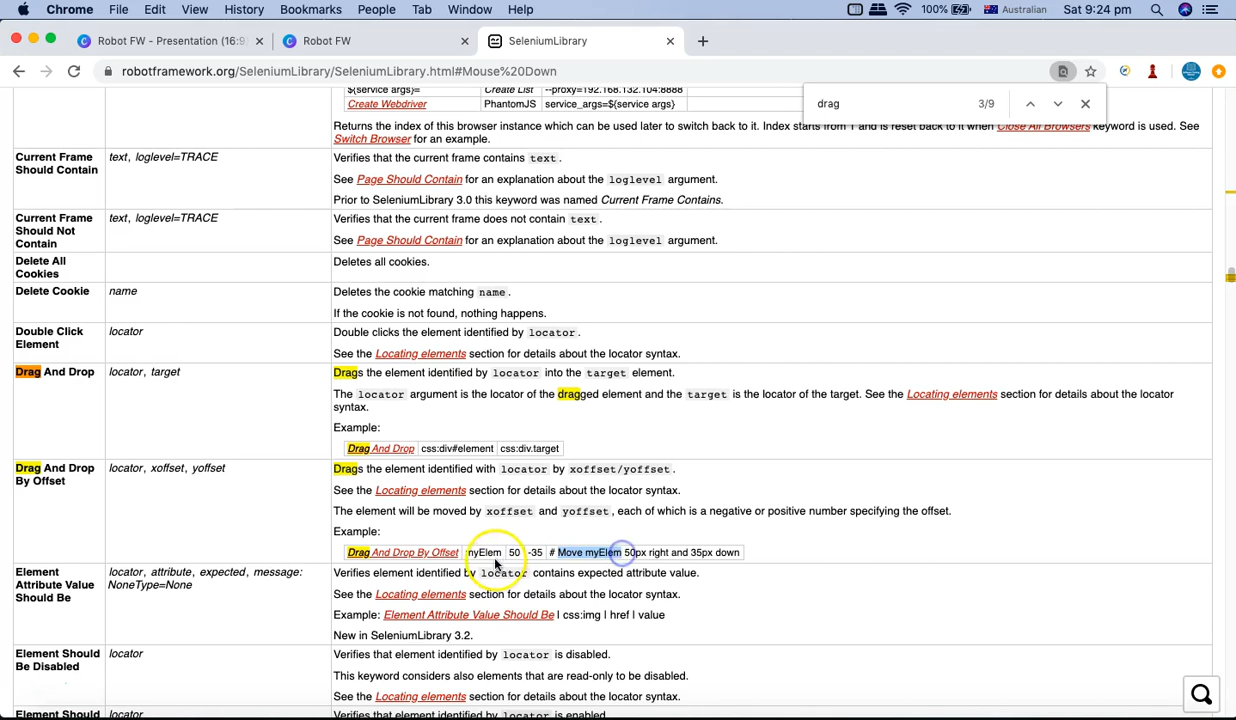 Chrome File Edit View History Bookmarks People Tab Window Help 100% Australian Sat 9:24 pm
Robot FW - Presentation (16:9 Robot FW SeleniumLibrary
robotframework.org/SeleniumLibrary/SeleniumLibrary.html#Mouse%20Down
drag 3/9
${service args}= Create List --proxy=192.168.132.104:8888
Create Webdriver PhantomJS service_args=${service args}
Returns the index of this browser instance which can be used later to switch back to it. Index starts from 1 and is reset back to it when Close All Browsers keyword is used. See
Switch Browser for an example.
Current Frame
Should Contain
text, loglevel=TRACE
Verifies that the current frame contains text.
See Page Should Contain for an explanation about the loglevel argument.
Prior to SeleniumLibrary 3.0 this keyword was named Current Frame Contains.
Current Frame
Should Not
Contain
text, loglevel=TRACE
Verifies that the current frame does not contain text.
See Page Should Contain for an explanation about the loglevel argument.
Delete All
Cookies
Deletes all cookies.
Delete Cookie
name
Deletes the cookie matching name.
If the cookie is not found, nothing happens.
Double Click
Element
locator
Double clicks the element identified by locator.
See the Locating elements section for details about the locator syntax.
Drag And Drop
locator, target
Drags the element identified by locator into the target element.
The locator argument is the locator of the dragged element and the target is the locator of the target. See the Locating elements section for details about the locator
syntax.
Example:
Drag And Drop css:div#element css:div.target
Drag And Drop
By Offset
locator, xoffset, yoffset
Drags the element identified with locator by xoffset/yoffset.
See the Locating elements section for details about the locator syntax.
The element will be moved by xoffset and yoffset, each of which is a negative or positive number specifying the offset.
Example:
Drag And Drop By Offset myElem 50 -35 # Move myElem 50px right and 35px down
Element
Attribute Value
Should Be
locator, attribute, expected, message:
NoneType=None
Verifies element identified by locator contains expected attribute value.
See the Locating elements section for details about the locator syntax.
Example: Element Attribute Value Should Be | css:img | href | value
New in SeleniumLibrary 3.2.
Element Should
Be Disabled
locator
Verifies that element identified by locator is disabled.
This keyword considers also elements that are read-only to be disabled.
See the Locating elements section for details about the locator syntax.
Element Should
locator
Verifies that element identified by locator is enabled.